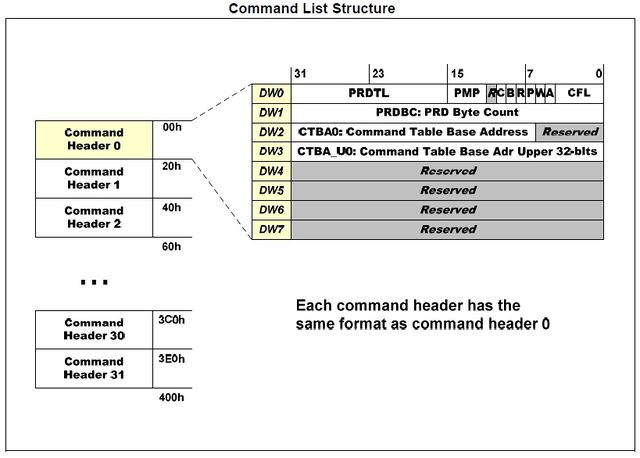 Command List Structure
31 23 15 7 0
DW0 PRDTL PMP R C B R P W A CFL
DW1 PRDBC: PRD Byte Count
DW2 CTBA0: Command Table Base Address Reserved
DW3 CTBA_U0: Command Table Base Adr Upper 32-bits
DW4 Reserved
DW5 Reserved
DW6 Reserved
DW7 Reserved
00h
Command
Header 0
20h
Command
Header 1
40h
Command
Header 2
60h
...
Command
Header 30
3C0h
Command
Header 31
3E0h
400h
Each command header has the
same format as command header 0